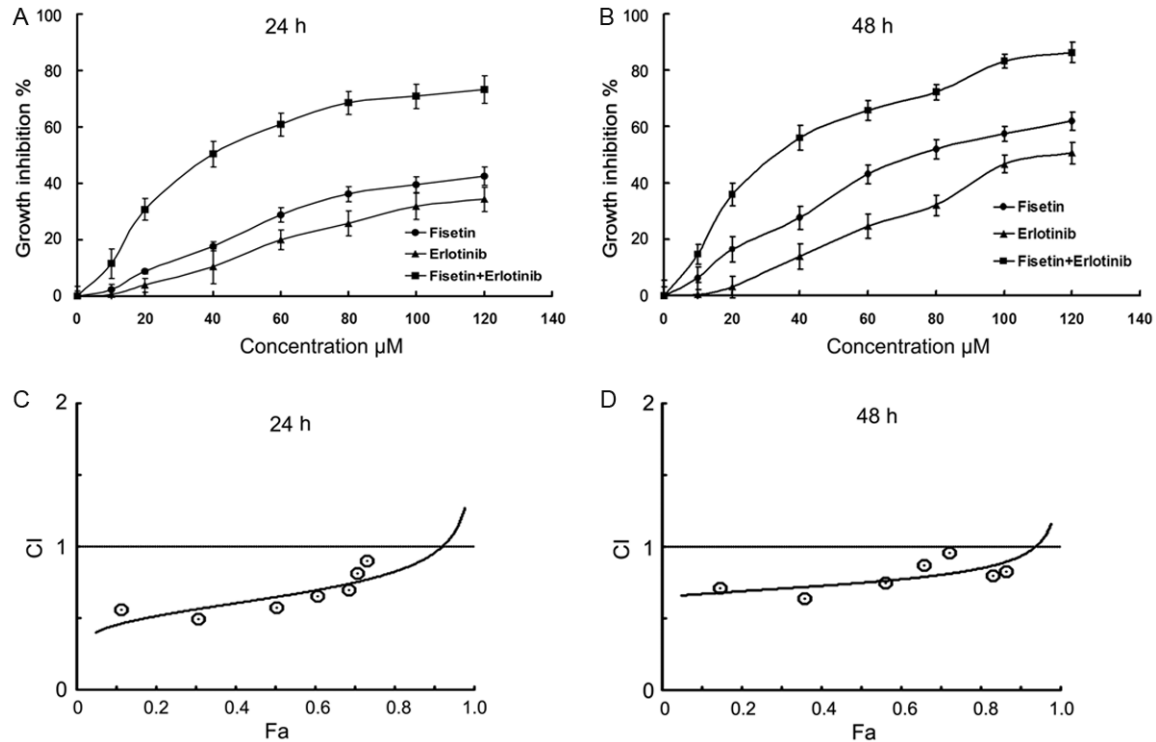 A
24 h
Growth inhibition %
100
80
60
40
20
0
0 20 40 60 80 100 120 140
Concentration µM
Fisetin
Erlotinib
Fisetin+Erlotinib
B
48 h
Growth inhibition %
100
80
60
40
20
0
0 20 40 60 80 100 120 140
Concentration µM
Fisetin
Erlotinib
Fisetin+Erlotinib
C
24 h
CI
2
1
0
0 0.2 0.4 0.6 0.8 1.0
Fa
D
48 h
CI
2
1
0
0 0.2 0.4 0.6 0.8 1.0
Fa